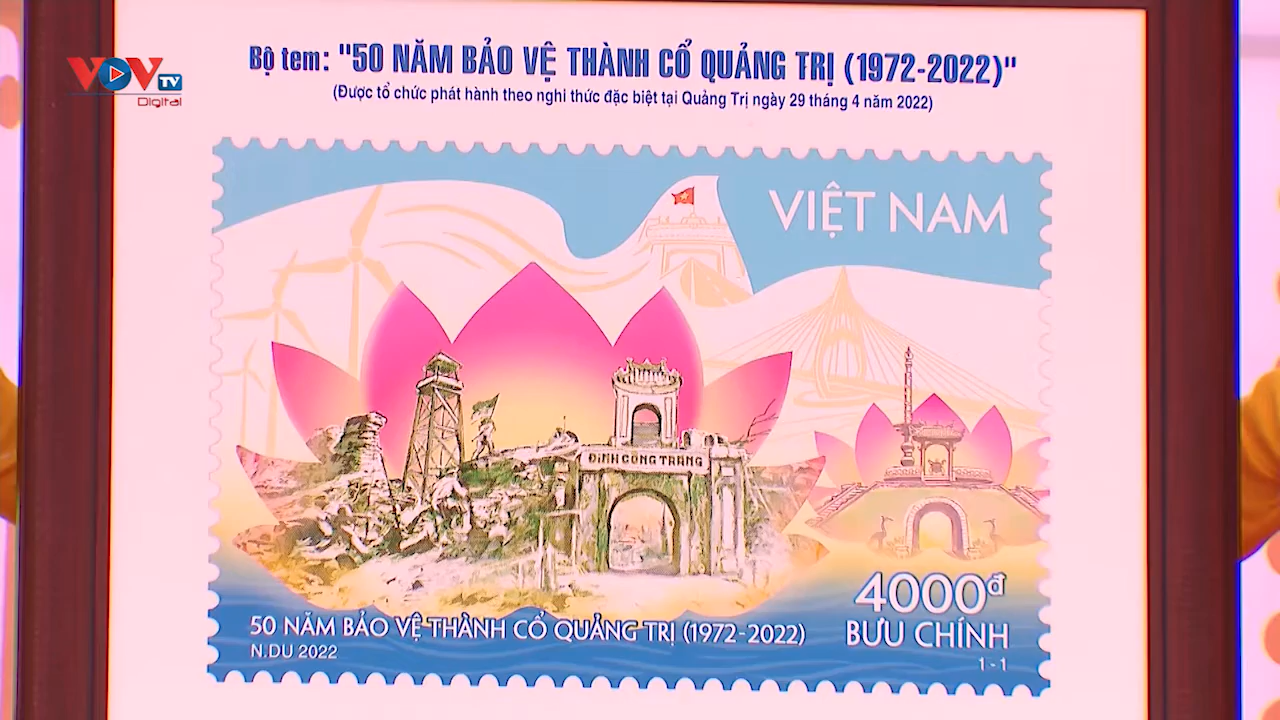 VOVTV
Digital
Bộ tem: "50 NĂM BẢO VỆ THÀNH CỔ QUẢNG TRỊ (1972-2022)"
(Được tổ chức phát hành theo nghi thức đặc biệt tại Quảng Trị ngày 29 tháng 4 năm 2022)
VIỆT NAM
ĐINH CÔNG TRÁNG
4000đ
50 NĂM BẢO VỆ THÀNH CỔ QUẢNG TRỊ (1972-2022)
BƯU CHÍNH
N.DU 2022
1 - 1